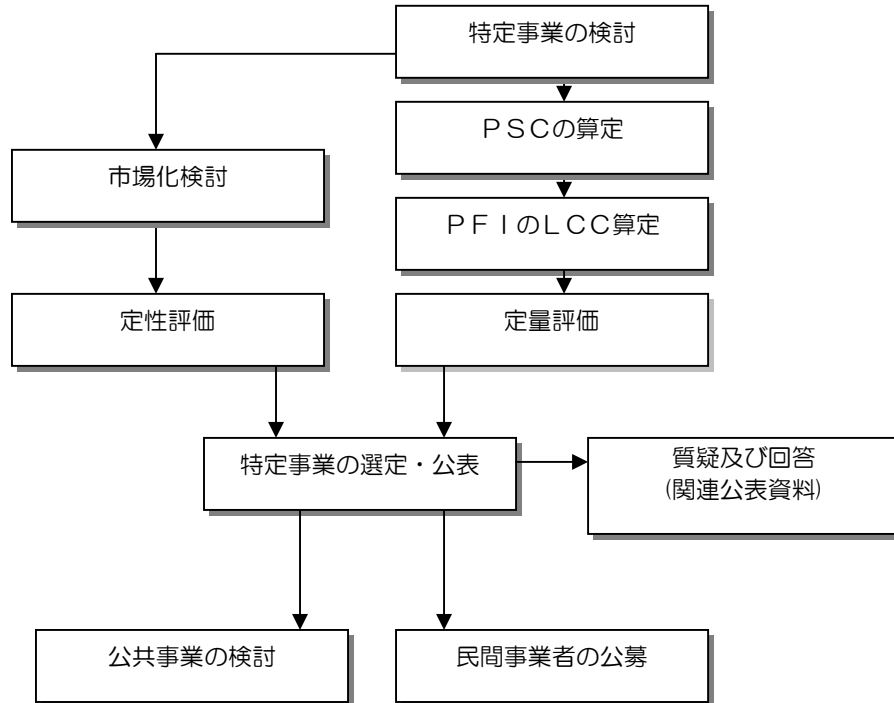 特定事業の検討
ＰＳＣの算定
市場化検討
ＰＦＩのＬＣＣ算定
定性評価
定量評価
特定事業の選定・公表
質疑及び回答
(関連公表資料)
公共事業の検討
民間事業者の公募